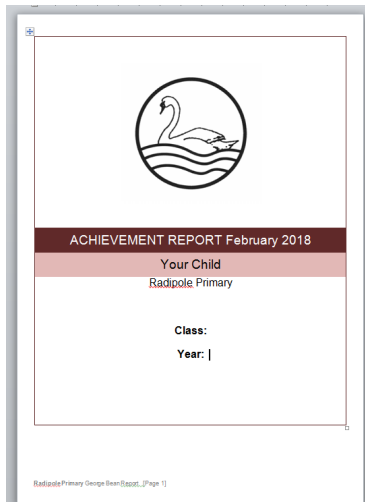 ACHIEVEMENT REPORT February 2018
Your Child
Radipole Primary
Class:
Year:
Radipole Primary George Bean Report [Page 1]